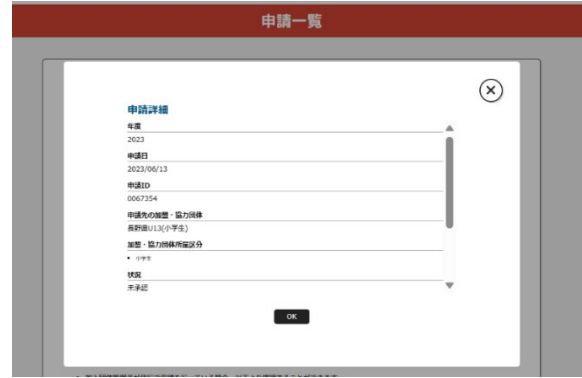 申請一覧
申請詳細
年度
2023
申請日
2023/06/13
申請ID
0067354
申請先の加盟・協力団体
長野県U13(小学生)
加盟・協力団体所属区分
• 小学生
状況
未承認
OK